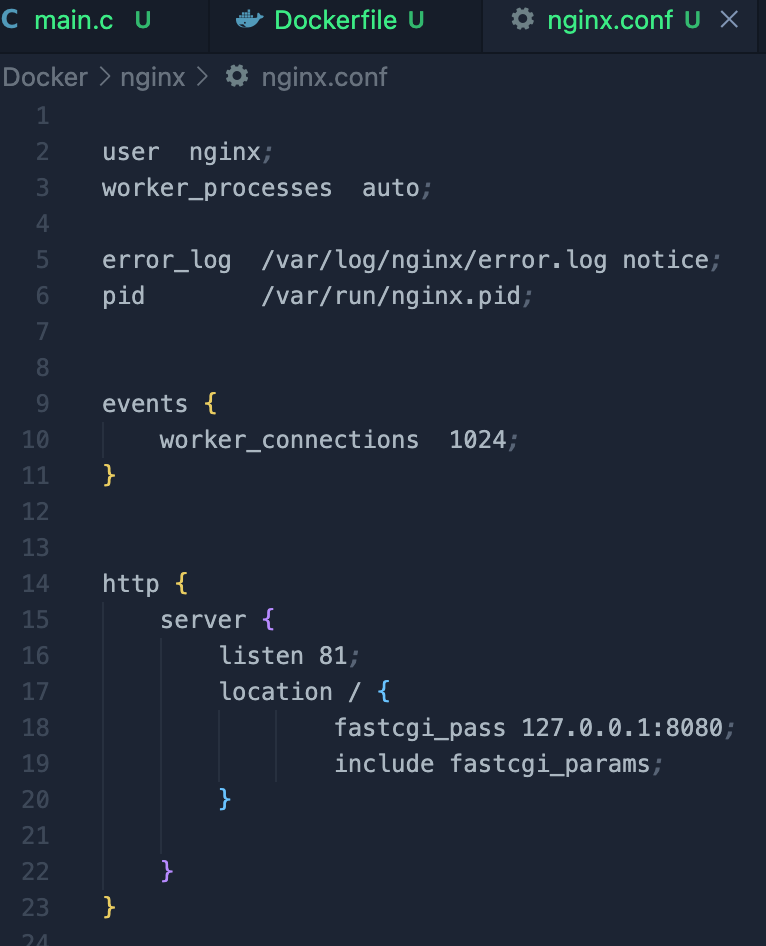 C main.c U Dockerfile U nginx.conf U ×
Docker > nginx > nginx.conf
1
2 user  nginx;
3 worker_processes  auto;
4
5 error_log  /var/log/nginx/error.log notice;
6 pid        /var/run/nginx.pid;
7
8
9 events {
10     worker_connections  1024;
11 }
12
13
14 http {
15     server {
16         listen 81;
17         location / {
18                 fastcgi_pass 127.0.0.1:8080;
19                 include fastcgi_params;
20         }
21
22     }
23 }
24